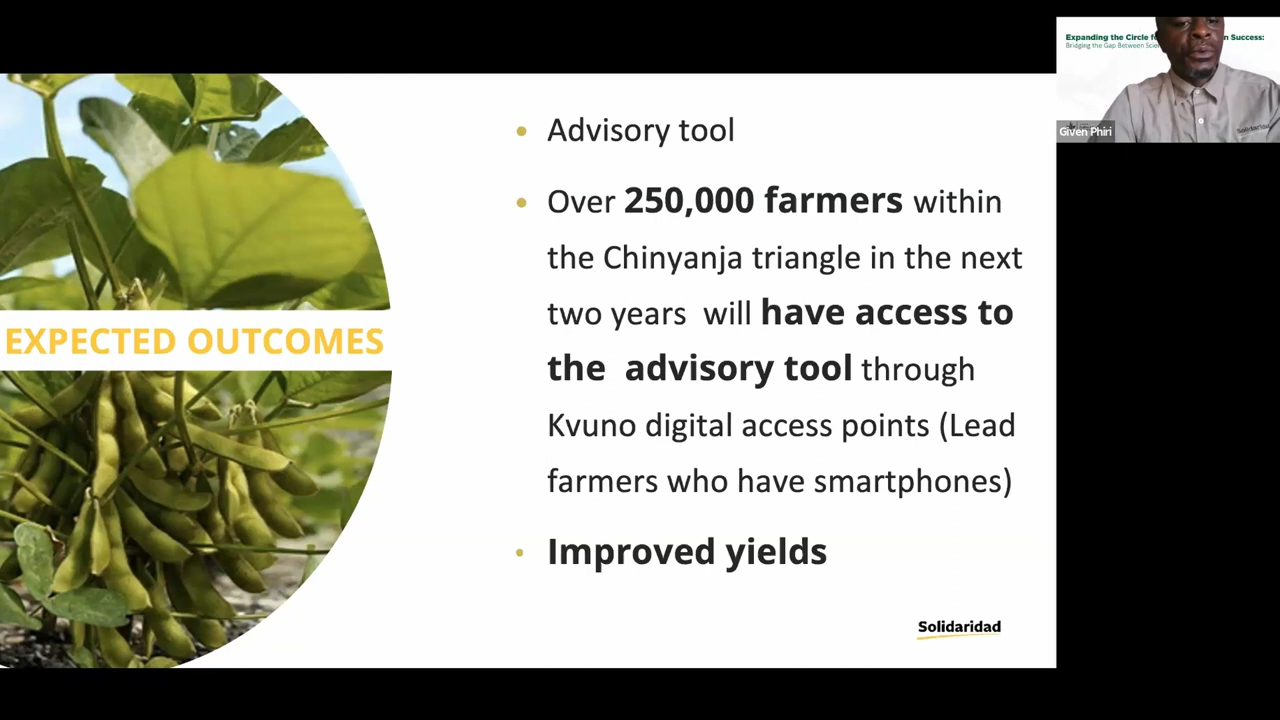 Expanding the Circle f n Success:
Bridging the Gap Between Scie
Given Phiri
Solidaridad
EXPECTED OUTCOMES
• Advisory tool
• Over 250,000 farmers within
the Chinyanja triangle in the next
two years will have access to
the advisory tool through
Kvuno digital access points (Lead
farmers who have smartphones)
• Improved yields
Solidaridad